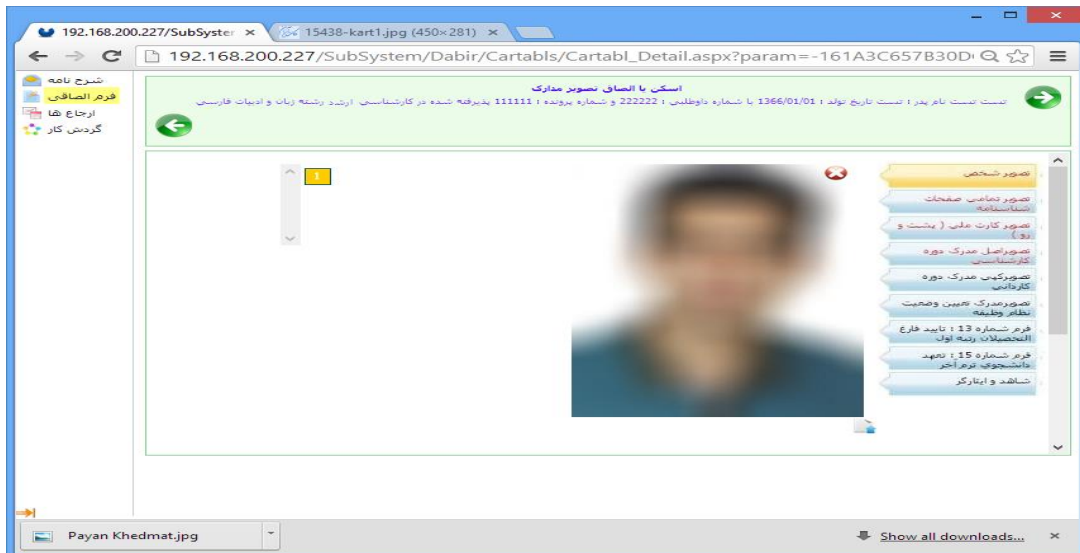 192.168.200.227/SubSyster
15438-kart1.jpg (450×281)
192.168.200.227/SubSystem/Dabir/Cartabls/Cartabl_Detail.aspx?param=-161A3C657B30D
شرح نامه
فرم الصاقی
ارجاع ها
گردش کار
اسکن یا الصاق تصویر مدارک
تست تست نام پدر : تست تاریخ تولد : 1366/01/01 با شماره داوطلبی : 222222 و شماره پرونده : 111111 پذیرفته شده در کارشناسی ارشد رشته زبان و ادبیات فارسی
1
تصویر شخص
تصویر تمامی صفحات
شناسنامه
تصویر کارت ملی ( پشت و
رو )
تصویراصل مدرک دوره
کارشناسی
تصویرکپی مدرک دوره
کاردانی
تصویرمدرک تعیین وضعیت
نظام وظیفه
فرم شماره 13 : تایید فارغ
التحصیلان رتبه اول
فرم شماره 15 : تعهد
دانشجوی ترم آخر
شاهد و ایثارگر
Payan Khedmat.jpg
Show all downloads...